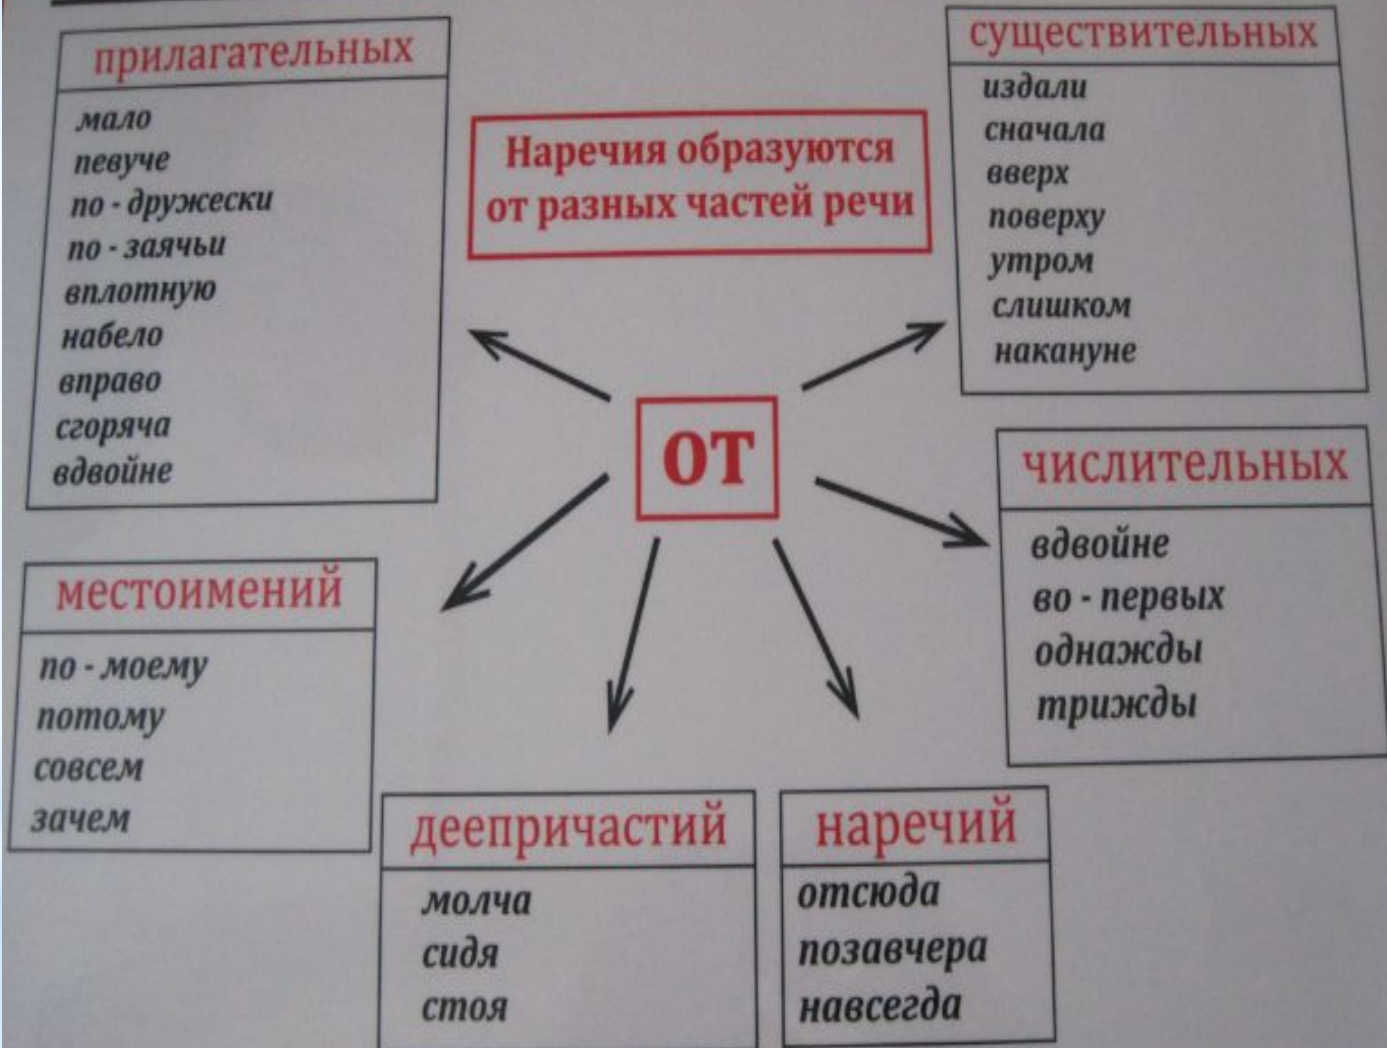 Наречия образуются
от разных частей речи
от
прилагательных
мало
певуче
по - дружески
по - заячьи
вплотную
набело
вправо
сгоряча
вдвойне
существительных
издали
сначала
вверх
поверху
утром
слишком
накануне
числительных
вдвойне
во - первых
однажды
трижды
местоимений
по - моему
потому
совсем
зачем
деепричастий
молча
сидя
стоя
наречий
отсюда
позавчера
навсегда